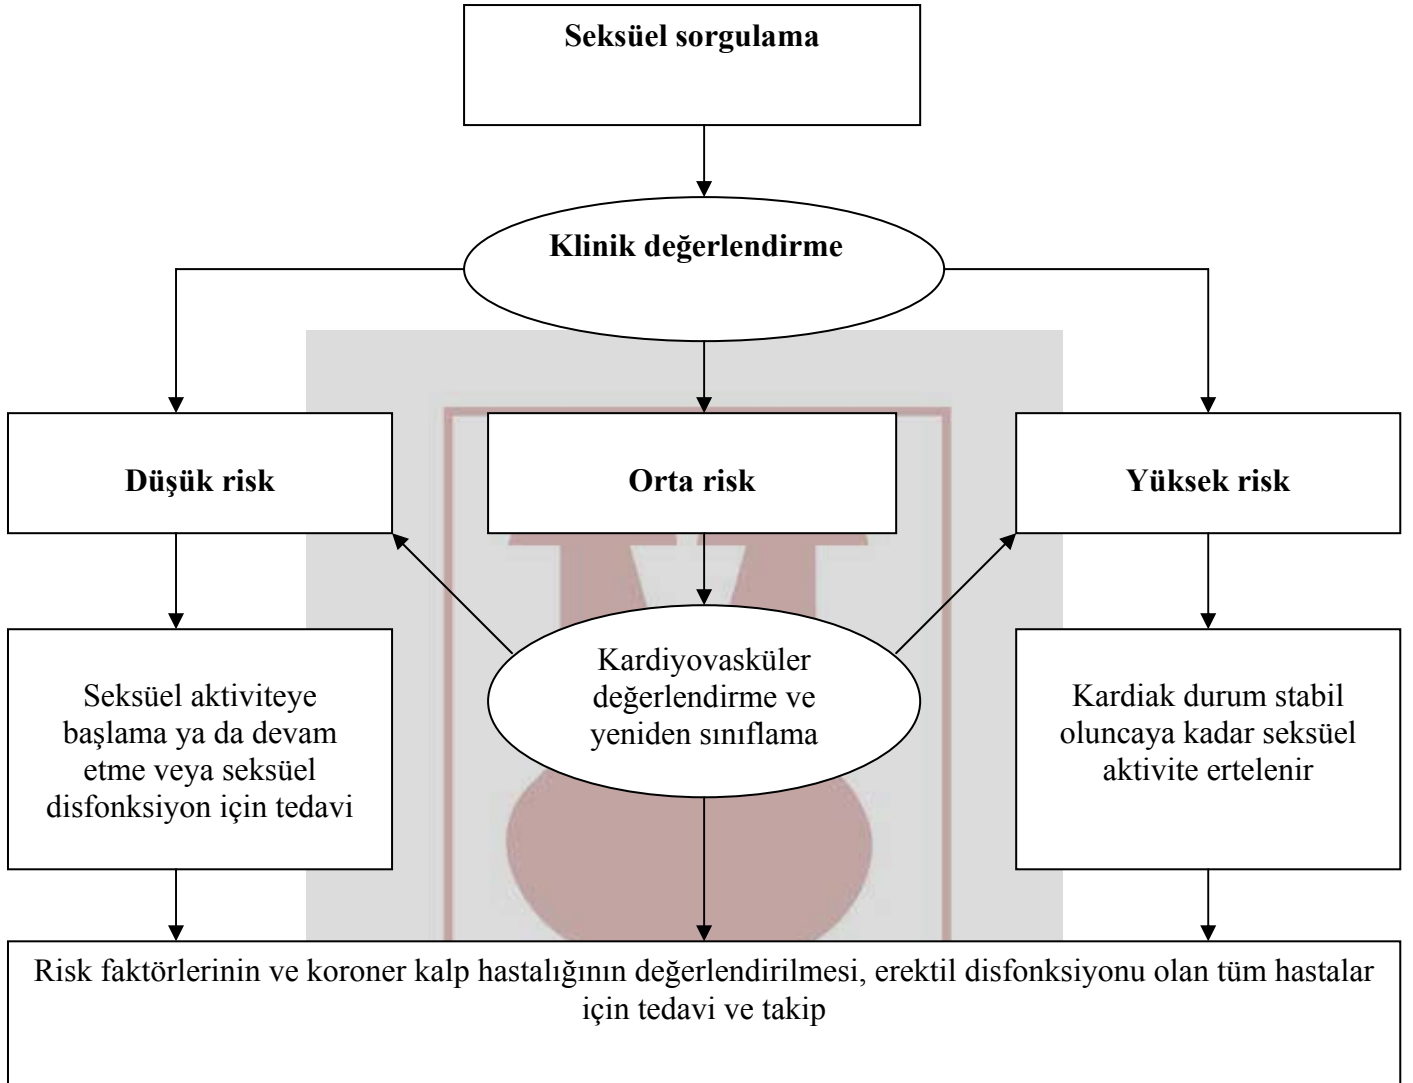 Seksüel sorgulama
Klinik değerlendirme
Düşük risk
Orta risk
Yüksek risk
Seksüel aktiviteye
başlama ya da devam
etme veya seksüel
disfonksiyon için tedavi
Kardiyovasküler
değerlendirme ve
yeniden sınıflama
Kardiak durum stabil
oluncaya kadar seksüel
aktivite ertelenir
Risk faktörlerinin ve koroner kalp hastalığının değerlendirilmesi, erektil disfonksiyonu olan tüm hastalar
için tedavi ve takip